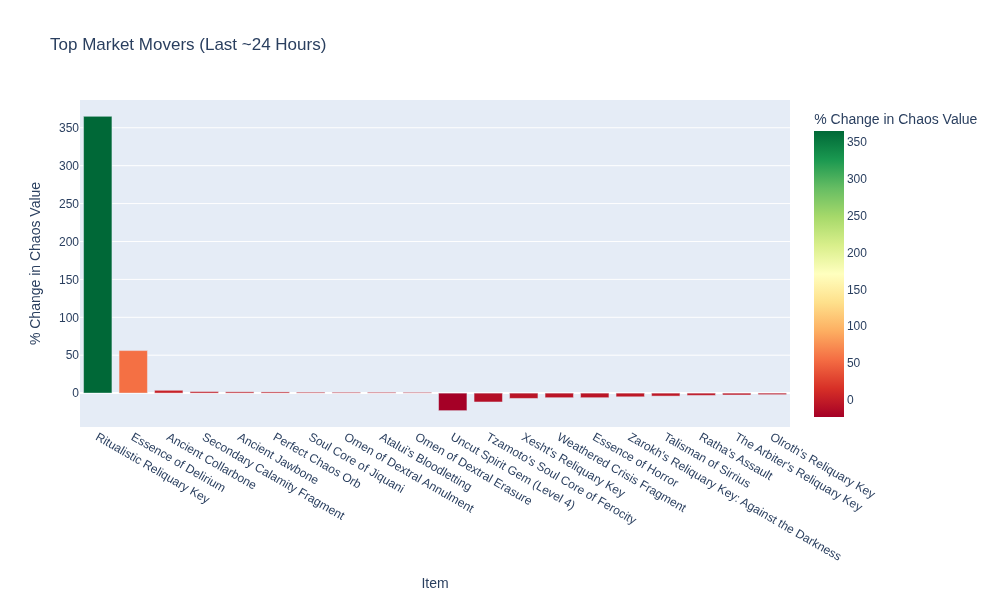 Top Market Movers (Last ~24 Hours)
% Change in Chaos Value
350
300
250
200
150
100
50
0
Ritualistic Reliquary Key
Essence of Delirium
Ancient Collarbone
Secondary Calamity Fragment
Ancient Jawbone
Perfect Chaos Orb
Soul Core of Jiquani
Omen of Dextral Annulment
Atalui's Bloodletting
Omen of Dextral Erasure
Uncut Spirit Gem (Level 4)
Tzamoto's Soul Core of Ferocity
Xesht's Reliquary Key
Weathered Crisis Fragment
Essence of Horror
Zarokh's Reliquary Key: Against the Darkness
Talisman of Sirrius
Ratha's Assault
The Arbiter's Reliquary Key
Olroth's Reliquary Key
Item
% Change in Chaos Value
350
300
250
200
150
100
50
0